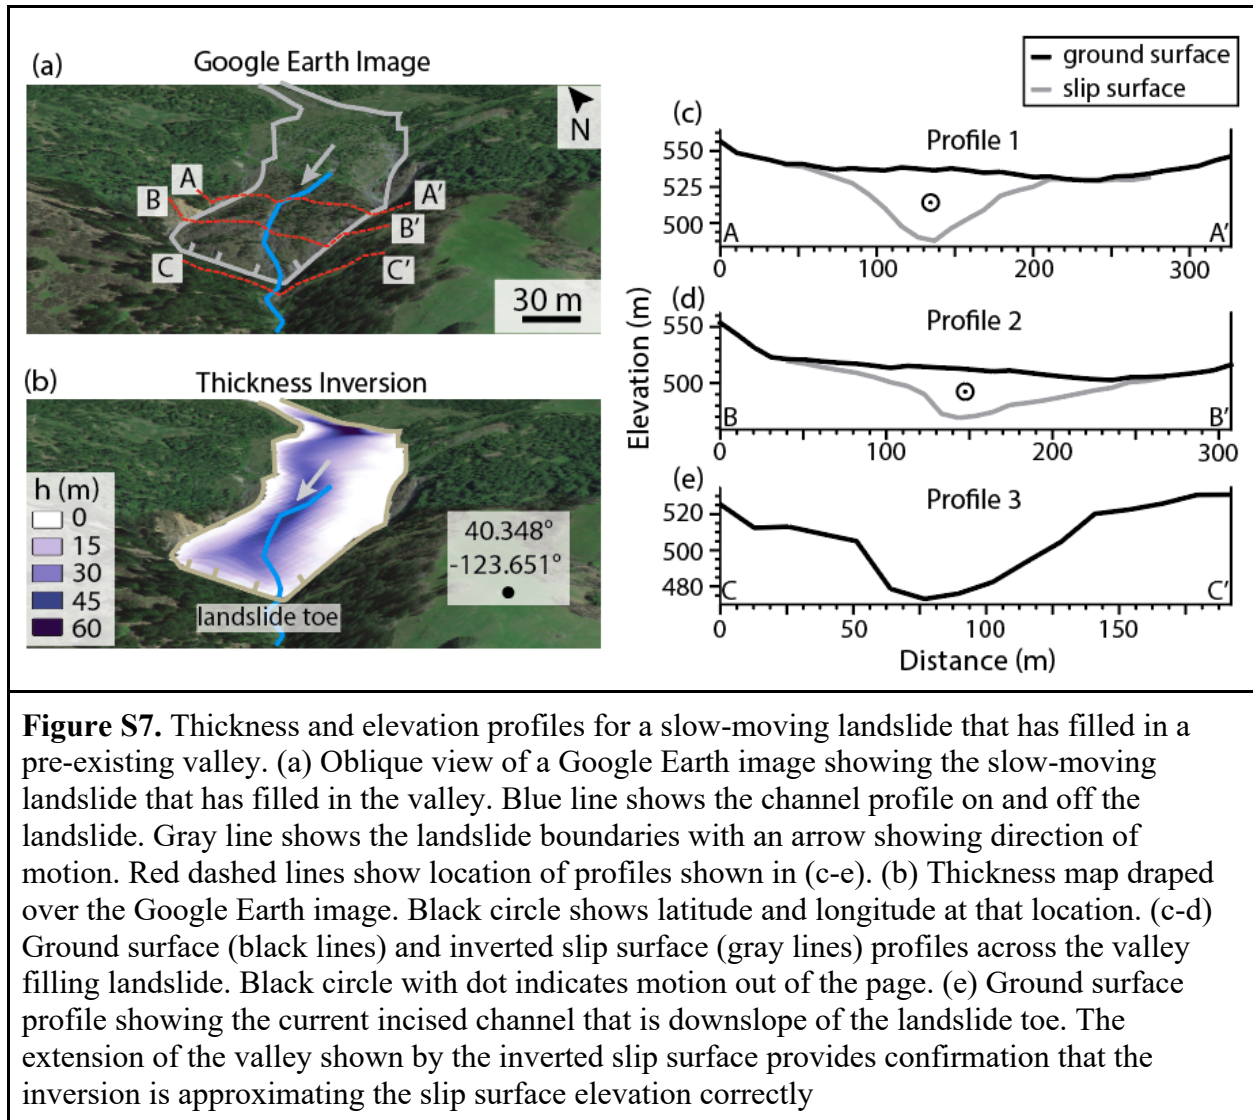 (a)
Google Earth Image
N
A
A'
B
B'
C
C'
30 m
(b)
Thickness Inversion
h (m)
0
15
30
45
60
40.348°
-123.651°
landslide toe
ground surface
slip surface
(c)
Profile 1
550
525
500
A
A'
100
200
300
(d)
Profile 2
550
500
B
B'
0
100
200
300
Elevation (m)
(e)
Profile 3
520
500
480
C
C'
0
50
100
150
Distance (m)
Figure S7. Thickness and elevation profiles for a slow-moving landslide that has filled in a
pre-existing valley. (a) Oblique view of a Google Earth image showing the slow-moving
landslide that has filled in the valley. Blue line shows the channel profile on and off the
landslide. Gray line shows the landslide boundaries with an arrow showing direction of
motion. Red dashed lines show location of profiles shown in (c-e). (b) Thickness map draped
over the Google Earth image. Black circle shows latitude and longitude at that location. (c-d)
Ground surface (black lines) and inverted slip surface (gray lines) profiles across the valley
filling landslide. Black circle with dot indicates motion out of the page. (e) Ground surface
profile showing the current incised channel that is downslope of the landslide toe. The
extension of the valley shown by the inverted slip surface provides confirmation that the
inversion is approximating the slip surface elevation correctly